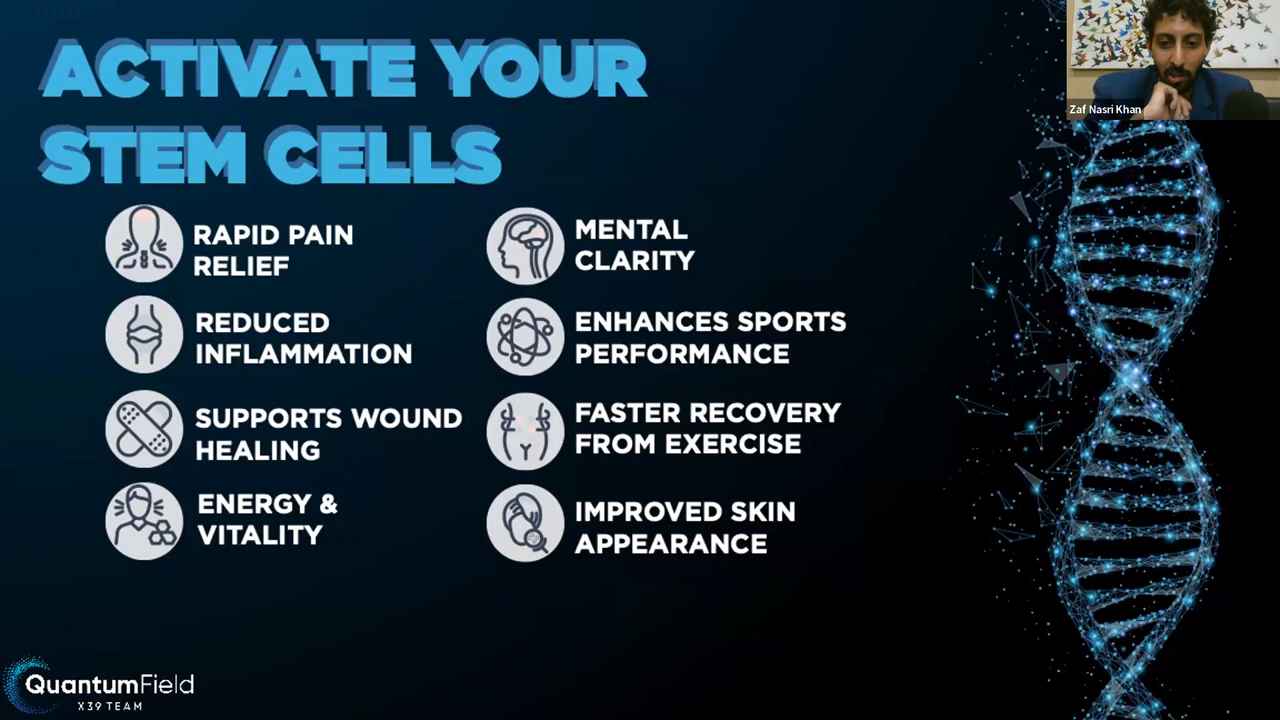 ACTIVATE YOUR
STEM CELLS
RAPID PAIN
RELIEF
REDUCED
INFLAMMATION
SUPPORTS WOUND
HEALING
ENERGY &
VITALITY
MENTAL
CLARITY
ENHANCES SPORTS
PERFORMANCE
FASTER RECOVERY
FROM EXERCISE
IMPROVED SKIN
APPEARANCE
Zaf Nasri Khan
QuantumField
X39 TEAM